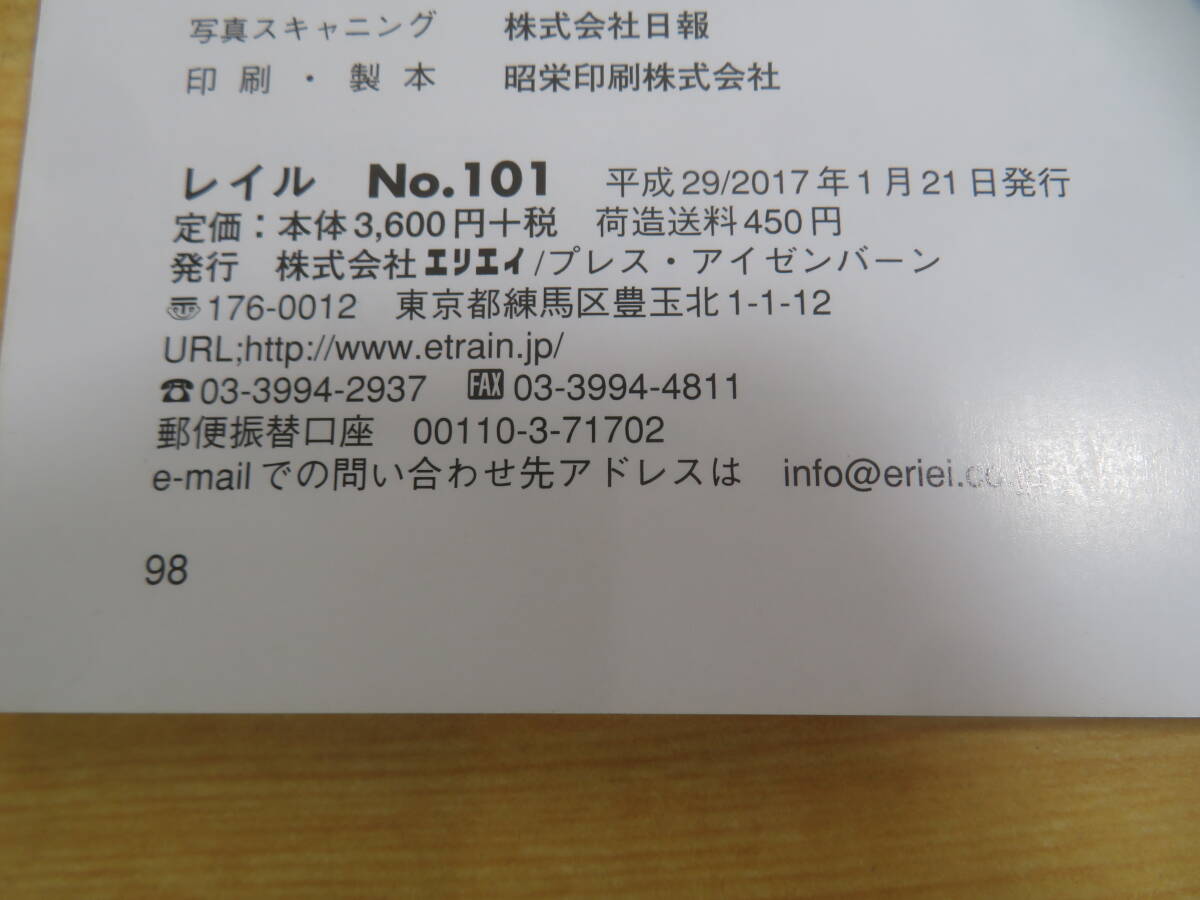 写真スキャニング　株式会社日報
印刷・製本　昭栄印刷株式会社
レイル　No.101　平成29/2017年1月21日発行
定価：本体3,600円+税　荷造送料450円
発行　株式会社エリエイ/プレス・アイゼンバーン
〠176-0012　東京都練馬区豊玉北1-1-12
URL;http://www.etrain.jp/
☎03-3994-2937　FAX 03-3994-4811
郵便振替口座　00110-3-71702
e-mailでの問い合わせ先アドレスは　info@eriei.co
98